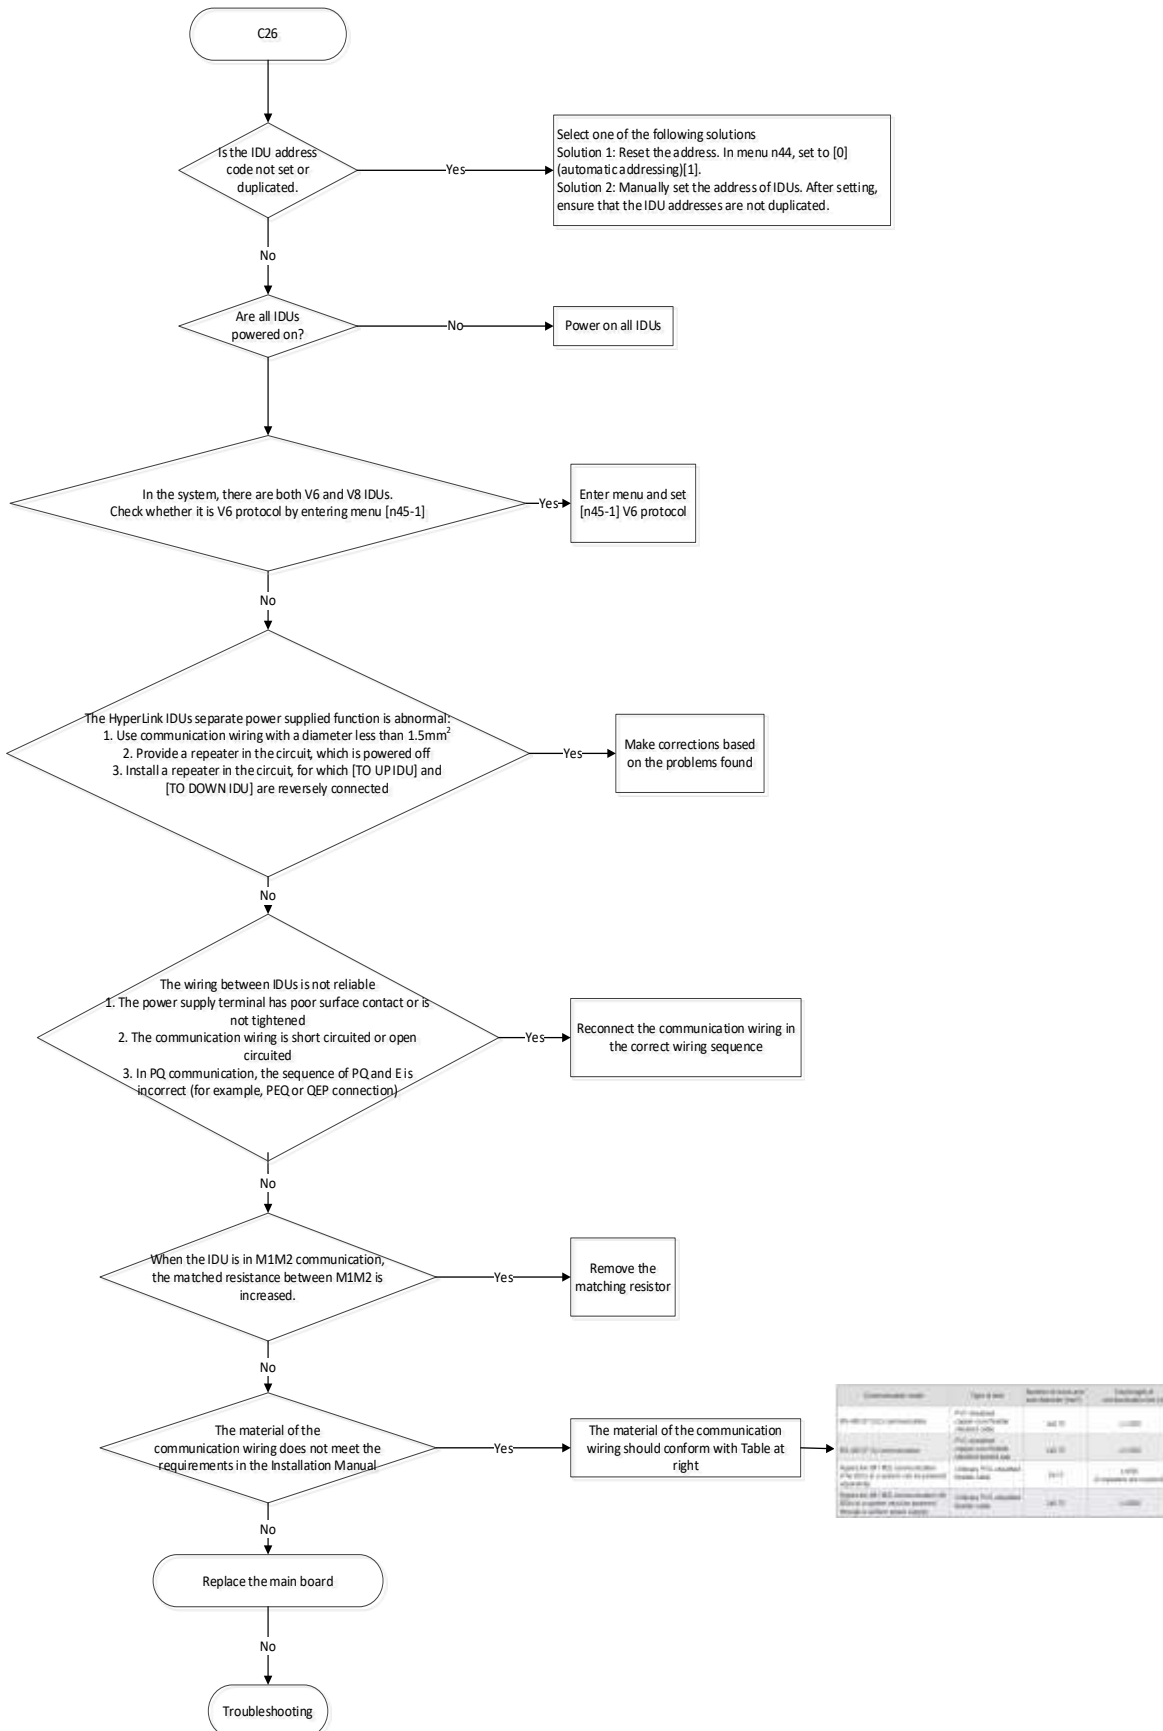 C26
Is the IDU address
code not set or
duplicated.
Yes
Select one of the following solutions
Solution 1: Reset the address. In menu n44, set to [0]
(automatic addressing)[1].
Solution 2: Manually set the address of IDUs. After setting,
ensure that the IDU addresses are not duplicated.
No
Are all IDUs
powered on?
No
Power on all IDUs
In the system, there are both V6 and V8 IDUs.
Check whether it is V6 protocol by entering menu [n45-1]
Yes
Enter menu and set
[n45-1] V6 protocol
No
The HyperLink IDUs separate power supplied function is abnormal:
1. Use communication wiring with a diameter less than 1.5mm²
2. Provide a repeater in the circuit, which is powered off
3. Install a repeater in the circuit, for which [TO UP IDU] and
[TO DOWN IDU] are reversely connected
Yes
Make corrections based
on the problems found
No
The wiring between IDUs is not reliable
1. The power supply terminal has poor surface contact or is
not tightened
2. The communication wiring is short circuited or open
circuited
3. In PQ communication, the sequence of PQ and E is
incorrect (for example, PEQ or QEP connection)
Yes
Reconnect the communication wiring in
the correct wiring sequence
No
When the IDU is in M1M2 communication,
the matched resistance between M1M2 is
increased.
Yes
Remove the
matching resistor
No
The material of the
communication wiring does not meet the
requirements in the Installation Manual
Yes
The material of the communication
wiring should conform with Table at
right
No
Replace the main board
No
Troubleshooting